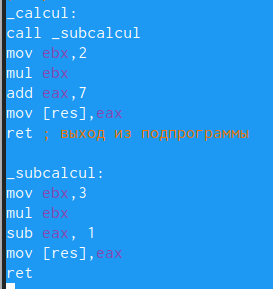 _calcul:
call _subcalcul
mov ebx,2
mul ebx
add eax,7
mov [res],eax
ret ; выход из подпрограммы
_subcalcul:
mov ebx,3
mul ebx
sub eax, 1
mov [res],eax
ret